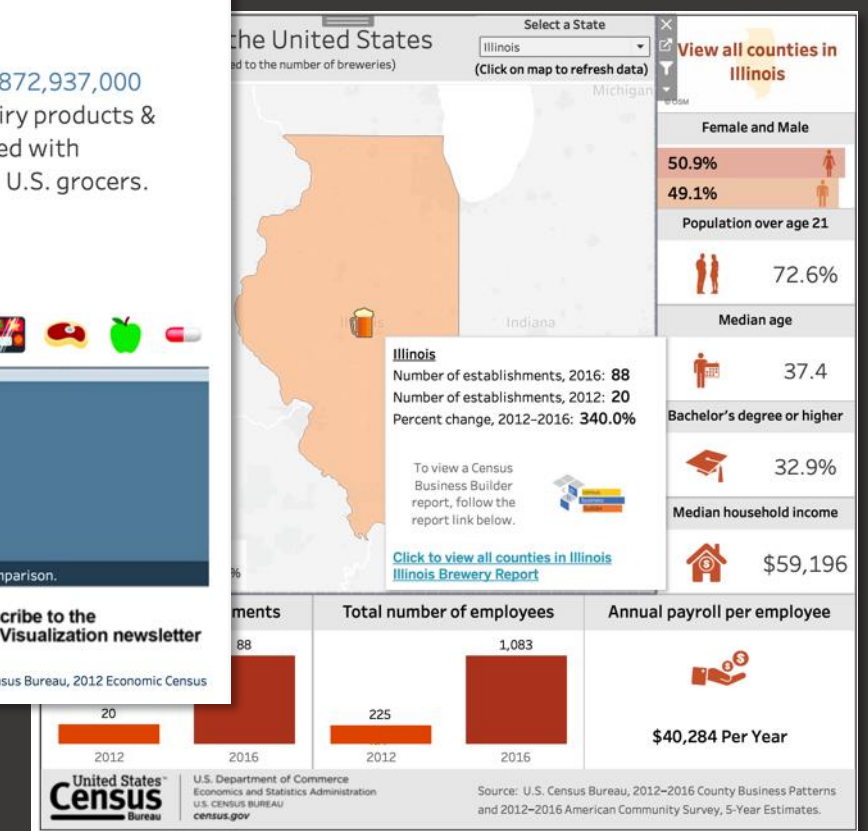 872,937,000
products &
with
U.S. grocers.
mparison.
to the
Visualization newsletter
Bureau, 2012 Economic Census
the United States
to the number of breweries)
Select a State
Illinois
(Click on map to refresh data)
Michigan
Indiana
© OSM
View all counties in
Illinois
Female and Male
50.9%
49.1%
Population over age 21
72.6%
Median age
37.4
Bachelor's degree or higher
32.9%
Median household income
$59,196
Illinois
Number of establishments, 2016: 88
Number of establishments, 2012: 20
Percent change, 2012–2016: 340.0%
To view a Census
Business Builder
report, follow the
report link below.
census
business
builder
Click to view all counties in Illinois
Illinois Brewery Report
%
ments
88
20
2012
2016
Total number of employees
1,083
225
2012
2016
Annual payroll per employee
$40,284 Per Year
United States™
Census
Bureau
U.S. Department of Commerce
Economics and Statistics Administration
U.S. CENSUS BUREAU
census.gov
Source: U.S. Census Bureau, 2012–2016 County Business Patterns
and 2012–2016 American Community Survey, 5-Year Estimates.